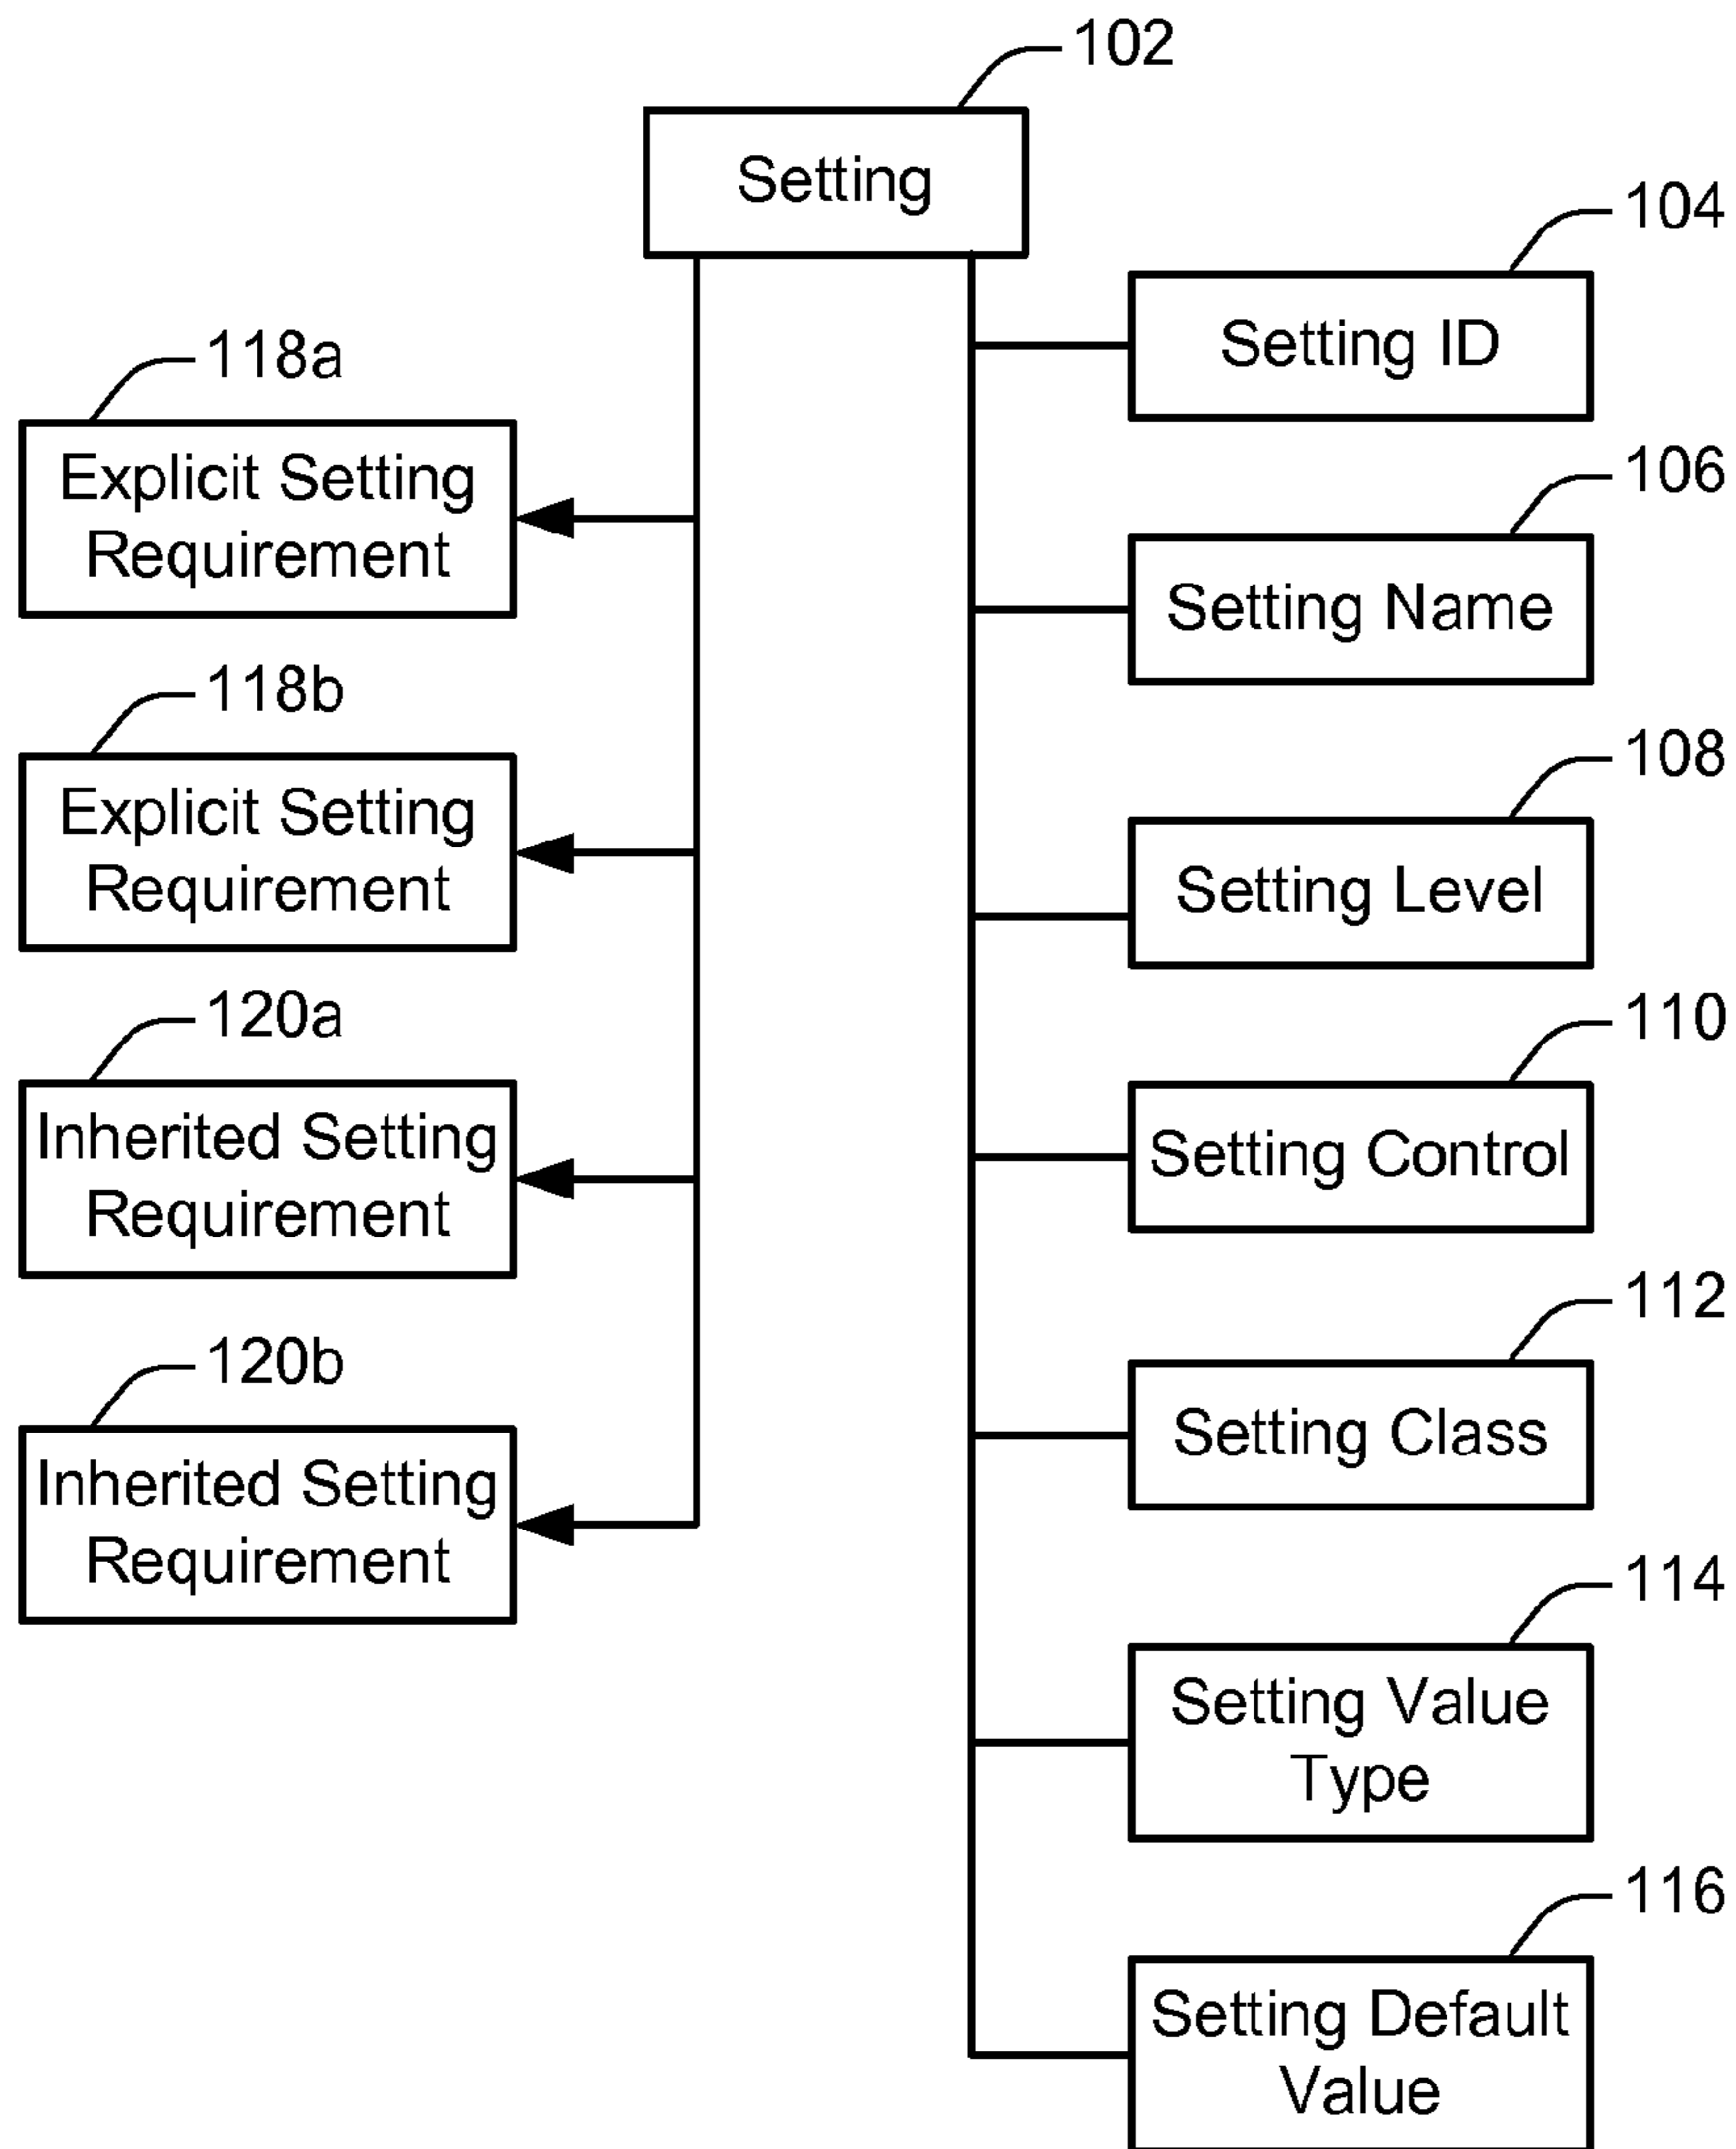 102
Setting
104
Setting ID
118a
Explicit Setting
Requirement
106
Setting Name
118b
Explicit Setting
Requirement
108
Setting Level
120a
Inherited Setting
Requirement
110
Setting Control
120b
Inherited Setting
Requirement
112
Setting Class
114
Setting Value
Type
116
Setting Default
Value